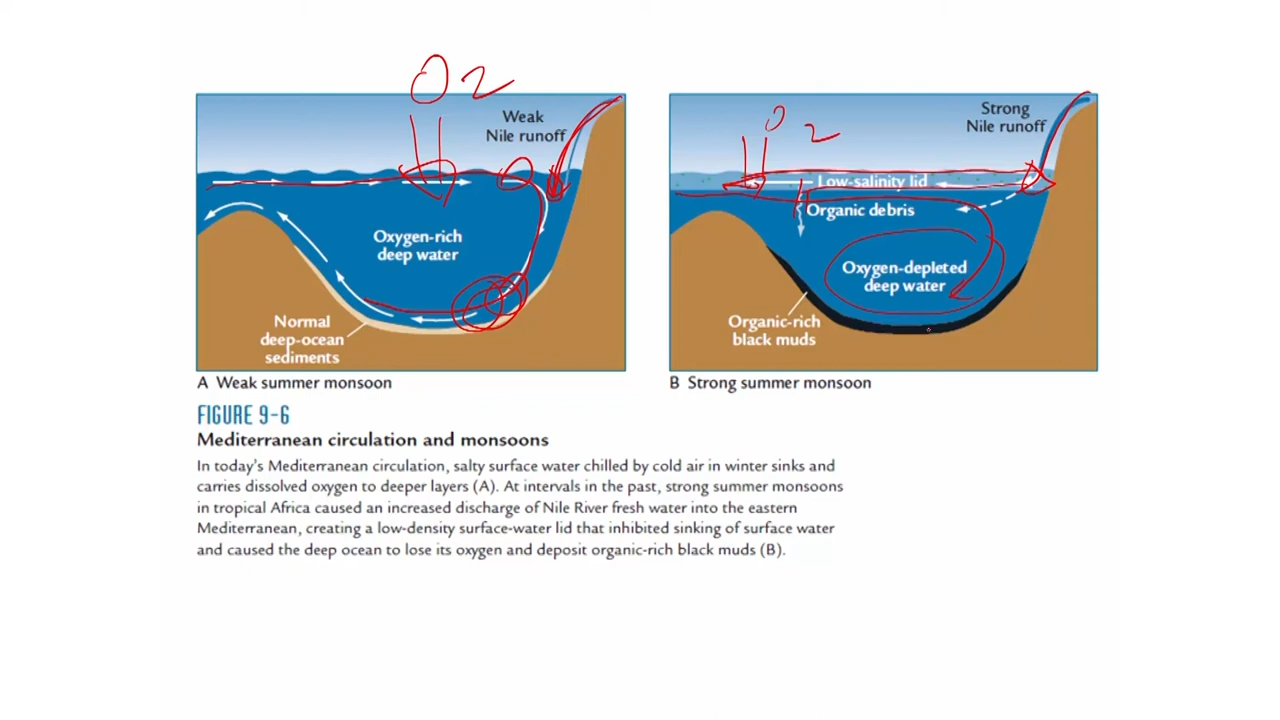 O2
Weak
Nile runoff
Oxygen-rich
deep water
Normal
deep-ocean
sediments
A Weak summer monsoon
O2
Strong
Nile runoff
Low-salinity lid
Organic debris
Oxygen-depleted
deep water
Organic-rich
black muds
B Strong summer monsoon
FIGURE 9-6
Mediterranean circulation and monsoons
In today's Mediterranean circulation, salty surface water chilled by cold air in winter sinks and
carries dissolved oxygen to deeper layers (A). At intervals in the past, strong summer monsoons
in tropical Africa caused an increased discharge of Nile River fresh water into the eastern
Mediterranean, creating a low-density surface-water lid that inhibited sinking of surface water
and caused the deep ocean to lose its oxygen and deposit organic-rich black muds (B).